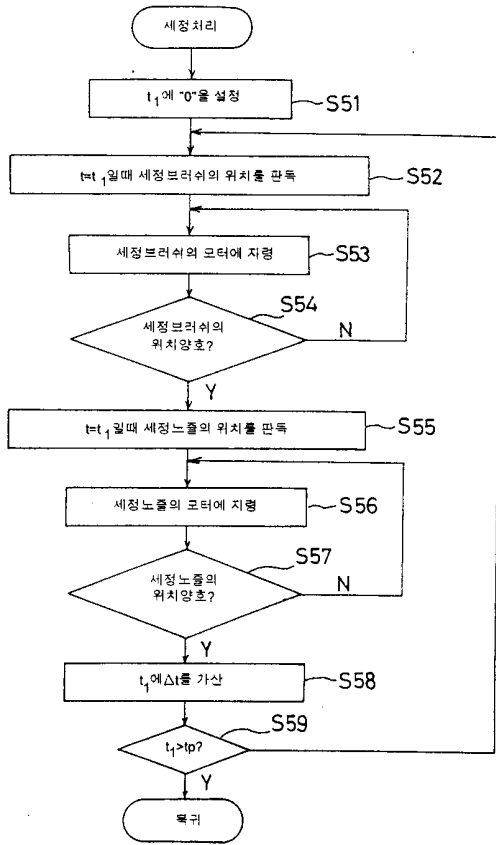 세정처리
t₁에 "0"을 설정
S51
t=t₁일때 세정브러쉬의 위치를 판독
S52
세정브러쉬의 모터에 지령
S53
S54
세정브러쉬의
위치양호?
N
Y
t=t₁일때 세정노즐의 위치를 판독
S55
세정노즐의 모터에 지령
S56
S57
세정노즐의
위치양호?
N
Y
t₁에Δt를 가산
S58
S59
t₁>tp?
Y
복귀